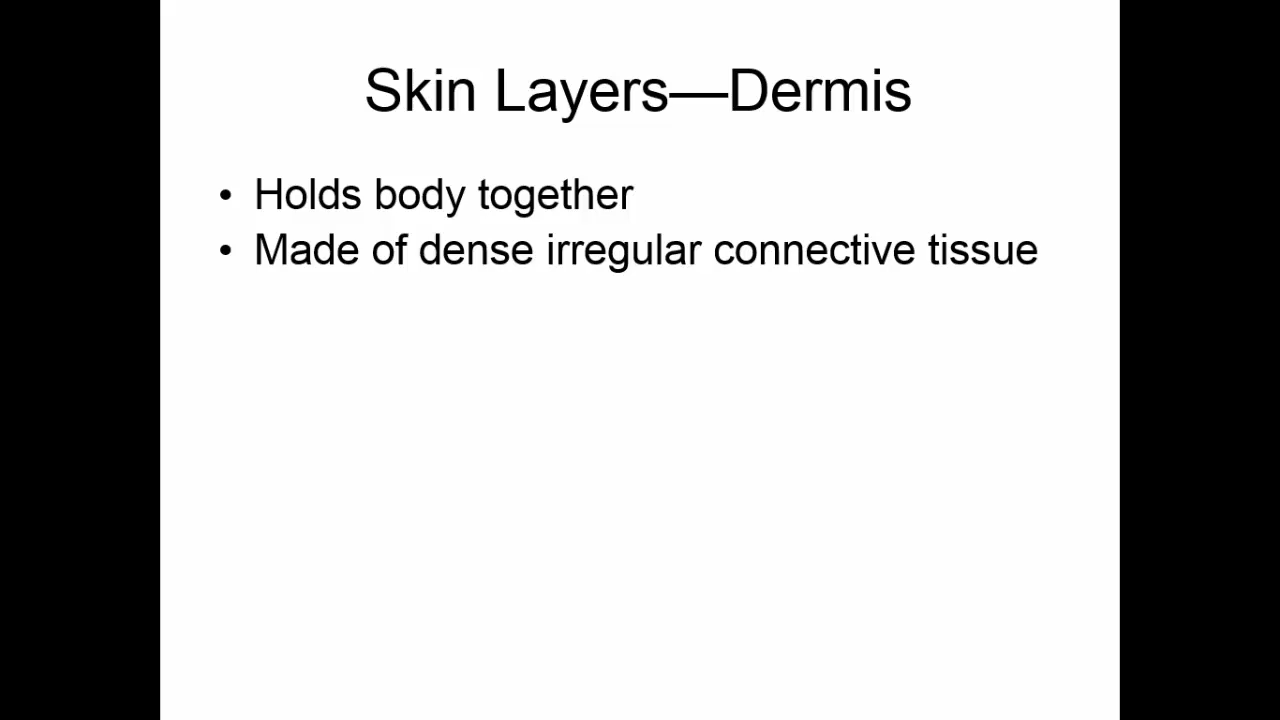 Skin Layers—Dermis
• Holds body together
• Made of dense irregular connective tissue